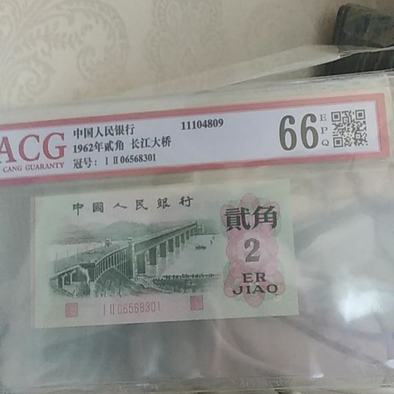 ACG
CANG GUARANTY
中国人民银行 11104809
1962年贰角 长江大桥
冠号: I II 06568301
66 EPQ
中國人民銀行
貳角
2
ER
JIAO
I II 06568301